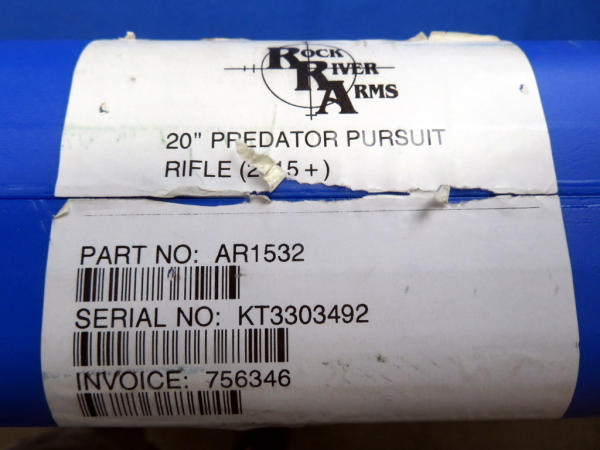 ROCK
RIVER
ARMS
20" PREDATOR PURSUIT
RIFLE
PART NO: AR1532
SERIAL NO: KT3303492
INVOICE: 756346